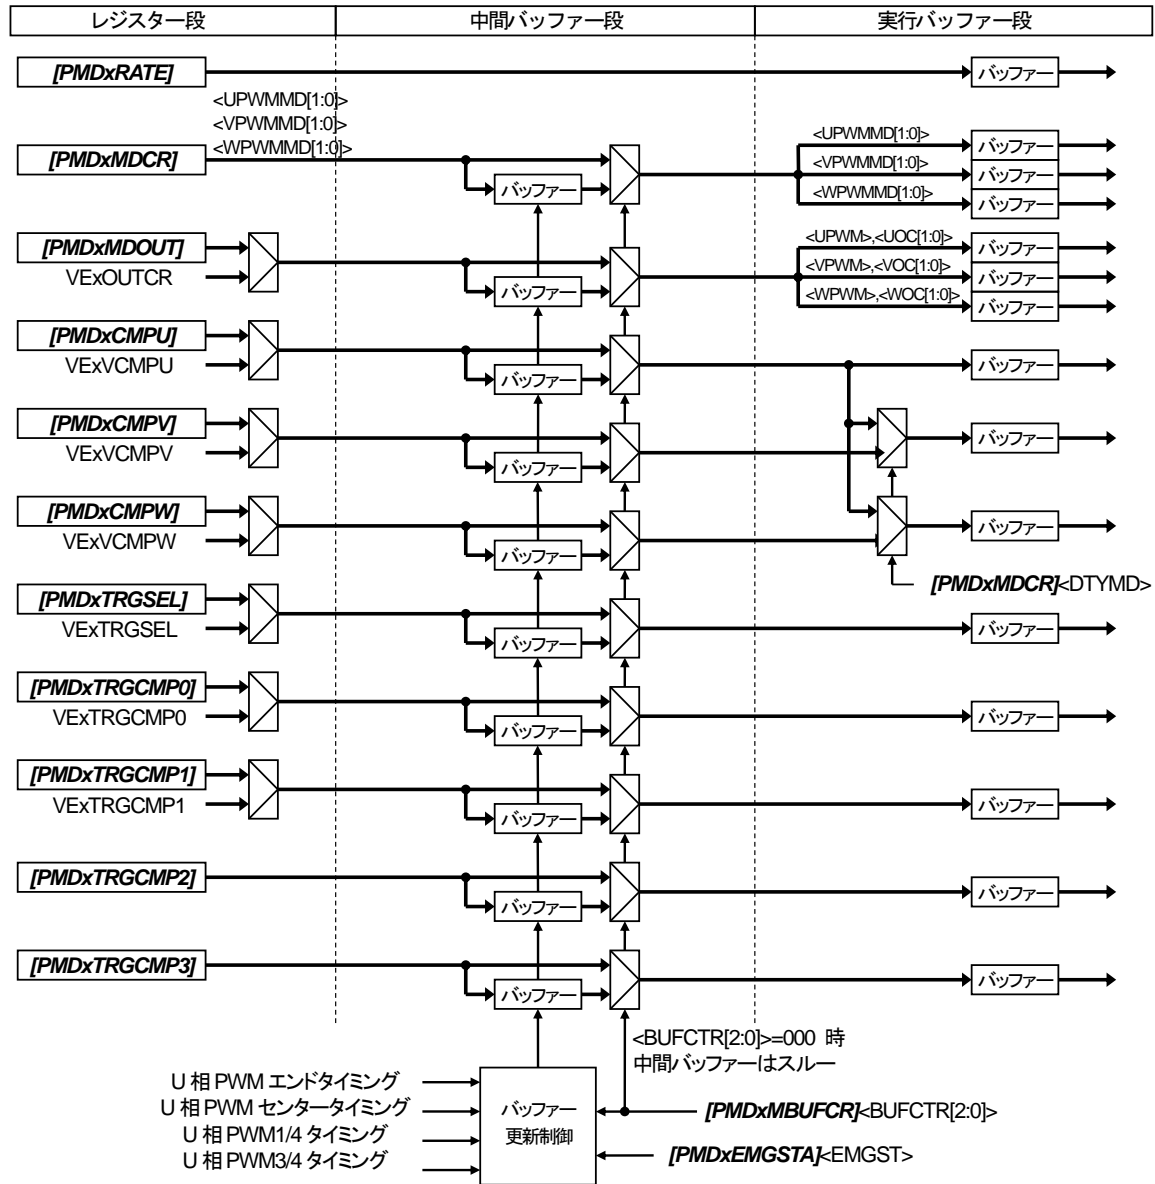 レジスター段 中間バッファー段 実行バッファー段
[PMDxRATE] バッファー
<UPWMMD[1:0]>
<VPWMMD[1:0]>
<WPWMMD[1:0]>
[PMDxMDCR] バッファー
<UPWMMD[1:0]> バッファー
<VPWMMD[1:0]> バッファー
<WPWMMD[1:0]> バッファー
[PMDxMDOUT]
VExOUTCR バッファー
<UPWM>,<UOC[1:0]> バッファー
<VPWM>,<VOC[1:0]> バッファー
<WPWM>,<WOC[1:0]> バッファー
[PMDxCMPU]
VExVCMPU バッファー バッファー
[PMDxCMPV]
VExVCMPV バッファー バッファー
[PMDxCMPW]
VExVCMPW バッファー バッファー
[PMDxMDCR]<DTYMD>
[PMDxTRGSEL]
VExTRGSEL バッファー バッファー
[PMDxTRGCMP0]
VExTRGCMP0 バッファー バッファー
[PMDxTRGCMP1]
VExTRGCMP1 バッファー バッファー
[PMDxTRGCMP2]
バッファー バッファー
[PMDxTRGCMP3]
バッファー バッファー
<BUFCTR[2:0]>=000 時
中間バッファーはスルー
U 相 PWM エンドタイミング
U 相 PWM センタータイミング
U 相 PWM1/4 タイミング
U 相 PWM3/4 タイミング
バッファー
更新制御
[PMDxMBUFCR]<BUFCTR[2:0]>
[PMDxEMGSTA]<EMGST>